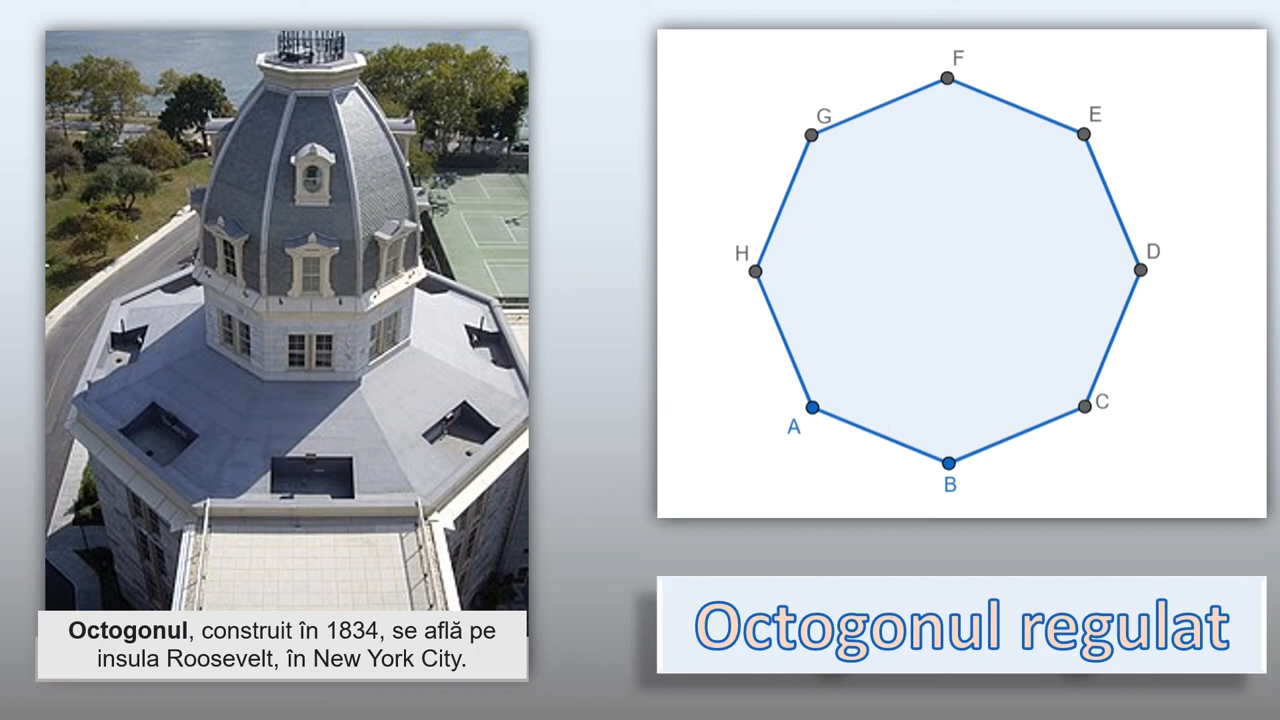 F
G
E
H
D
A
C
B
Octogonul, construit în 1834, se află pe
insula Roosevelt, în New York City.
Octogonul regulat